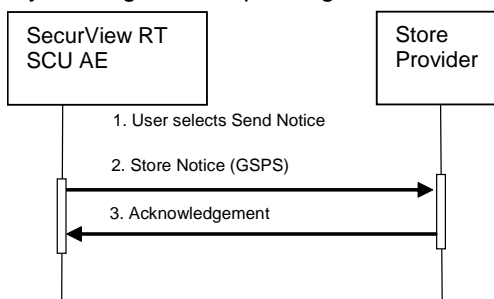 SecurView RT
SCU AE
Store
Provider
1. User selects Send Notice
2. Store Notice (GSPS)
3. Acknowledgement